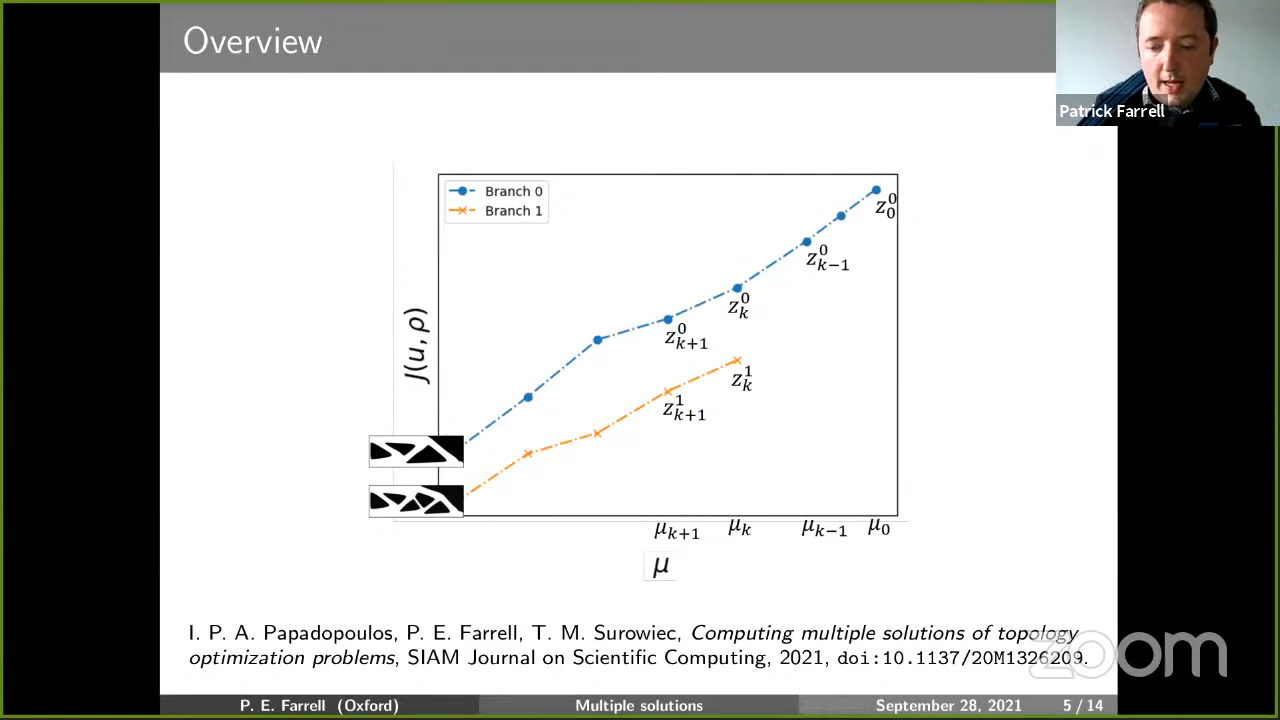 Overview
Patrick Farrell
Branch 0
Branch 1
z_0^0
z_{k-1}^0
z_k^0
z_{k+1}^0
z_k^1
z_{k+1}^1
J(u, ρ)
μ_{k+1} μ_k μ_{k-1} μ_0
μ
I. P. A. Papadopoulos, P. E. Farrell, T. M. Surowiec, Computing multiple solutions of topology
optimization problems, SIAM Journal on Scientific Computing, 2021, doi:10.1137/20M1326209.
zoom
P. E. Farrell (Oxford) Multiple solutions September 28, 2021 5 / 14